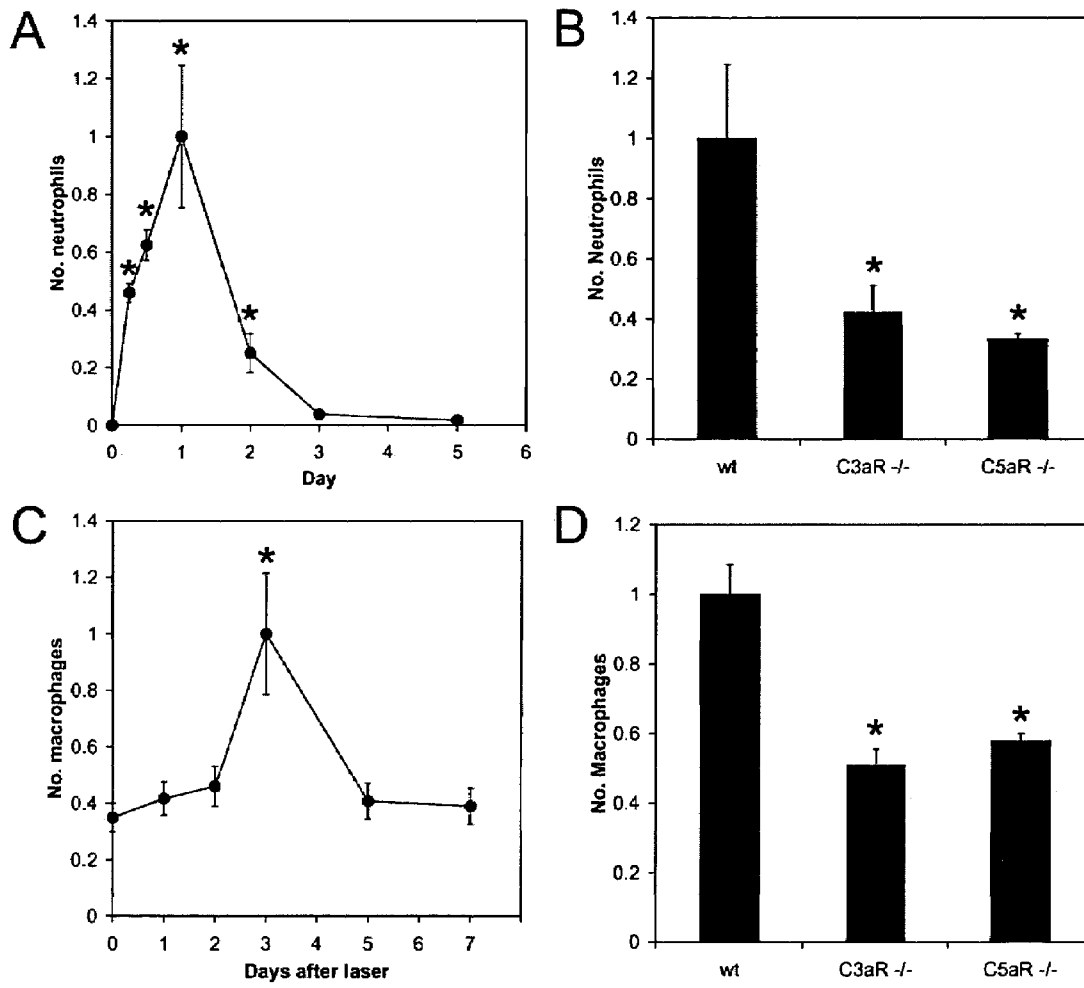 A
1.4
1.2
1
0.8
0.6
0.4
0.2
0
*
*
*
*
0 1 2 3 4 5 6
No. neutrophils
Day
B
1.4
1.2
1
0.8
0.6
0.4
0.2
0
*
*
No. Neutrophils
wt C3aR -/- C5aR -/-
C
1.4
1.2
1
0.8
0.6
0.4
0.2
0
*
No. macrophages
0 1 2 3 4 5 6 7
Days after laser
D
1.2
1
0.8
0.6
0.4
0.2
0
*
*
No. Macrophages
wt C3aR -/- C5aR -/-